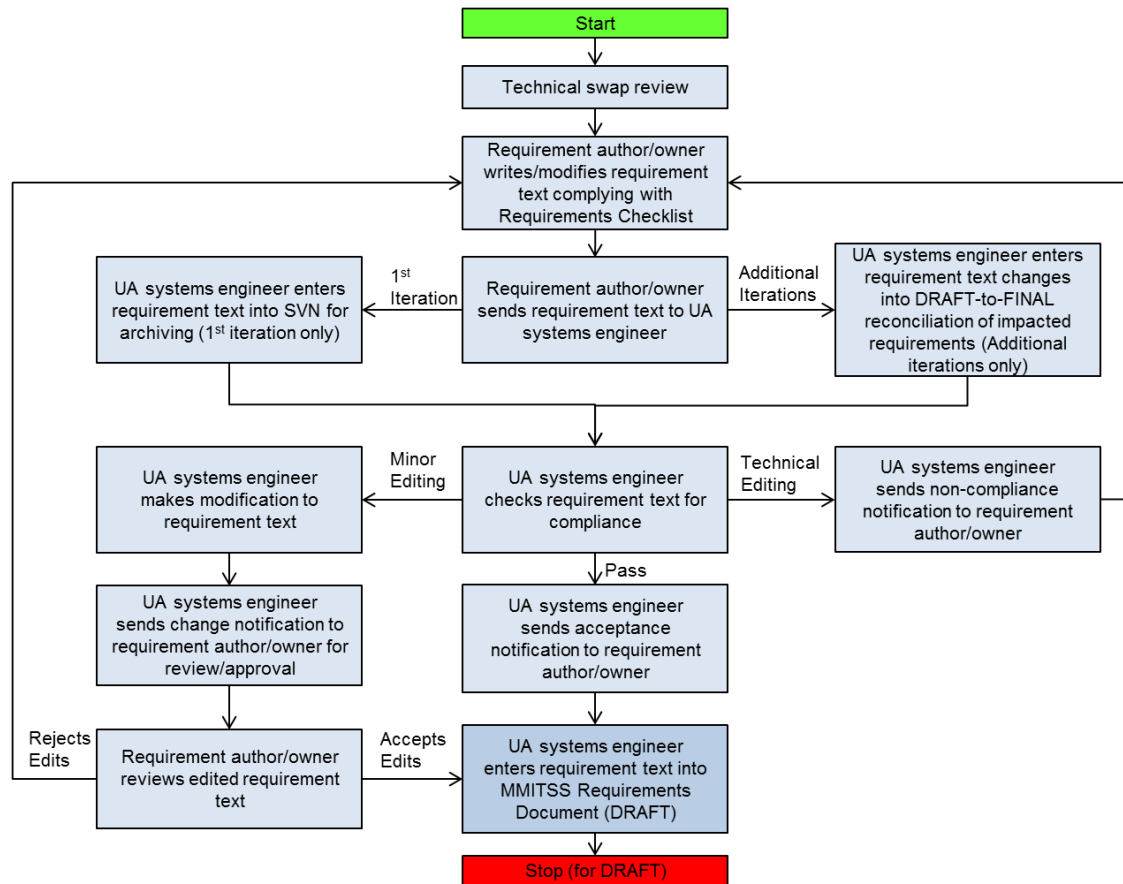 Start
Technical swap review
Requirement author/owner
writes/modifies requirement
text complying with
Requirements Checklist
UA systems engineer enters
requirement text into SVN for
archiving (1st iteration only)
1st
Iteration
Requirement author/owner
sends requirement text to UA
systems engineer
Additional
Iterations
UA systems engineer enters
requirement text changes
into DRAFT-to-FINAL
reconciliation of impacted
requirements (Additional
iterations only)
UA systems engineer
makes modification to
requirement text
Minor
Editing
UA systems engineer
checks requirement text for
compliance
Technical
Editing
UA systems engineer
sends non-compliance
notification to requirement
author/owner
Pass
UA systems engineer
sends change notification to
requirement author/owner for
review/approval
UA systems engineer
sends acceptance
notification to requirement
author/owner
Rejects
Edits
Requirement author/owner
reviews edited requirement
text
Accepts
Edits
UA systems engineer
enters requirement text into
MMITSS Requirements
Document (DRAFT)
Stop (for DRAFT)